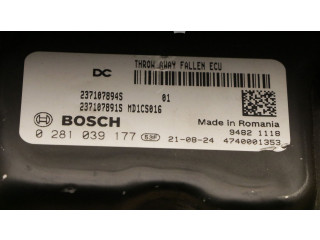 DC THROW AWAY FALLEN ECU
237107894S 01
237107891S MD1CS016
BOSCH Made in Romania
9482 1118
0 281 039 177 21-08-24 4740001353